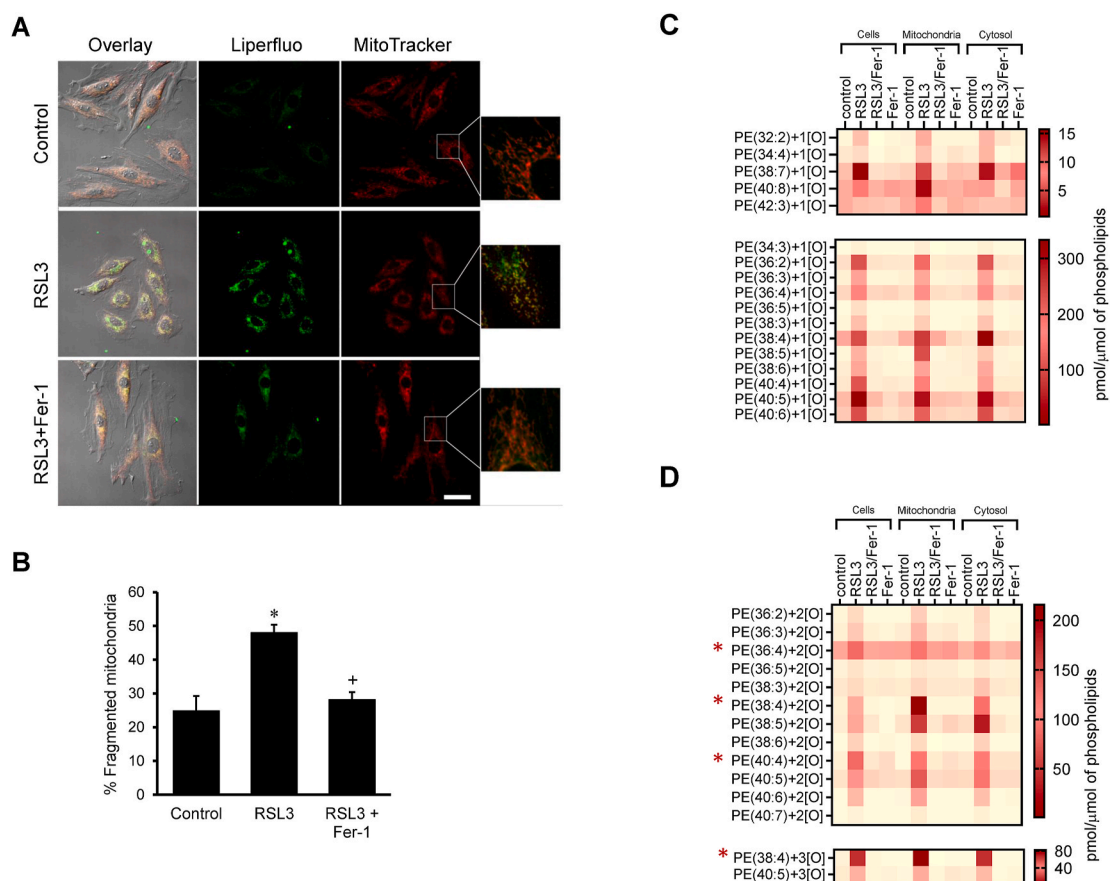 A
Overlay Liperfluo MitoTracker
Control
RSL3
RSL3+Fer-1
B
% Fragmented mitochondria
60
50
40
30
20
10
0
*
+
Control RSL3 RSL3 +
Fer-1
C
Cells Mitochondria Cytosol
control RSL3 RSL3/Fer-1 Fer-1 control RSL3 RSL3/Fer-1 Fer-1 control RSL3 RSL3/Fer-1 Fer-1
PE(32:2)+1[O]
PE(34:4)+1[O]
PE(38:7)+1[O]
PE(40:8)+1[O]
PE(42:3)+1[O]
15
10
5
PE(34:3)+1[O]
PE(36:2)+1[O]
PE(36:3)+1[O]
PE(36:4)+1[O]
PE(36:5)+1[O]
PE(38:3)+1[O]
PE(38:4)+1[O]
PE(38:5)+1[O]
PE(38:6)+1[O]
PE(40:4)+1[O]
PE(40:5)+1[O]
PE(40:6)+1[O]
300
200
100
pmol/μmol of phospholipids
D
Cells Mitochondria Cytosol
control RSL3 RSL3/Fer-1 Fer-1 control RSL3 RSL3/Fer-1 Fer-1 control RSL3 RSL3/Fer-1 Fer-1
PE(36:2)+2[O]
PE(36:3)+2[O]
* PE(36:4)+2[O]
PE(36:5)+2[O]
PE(38:3)+2[O]
* PE(38:4)+2[O]
PE(38:5)+2[O]
PE(38:6)+2[O]
* PE(40:4)+2[O]
PE(40:5)+2[O]
PE(40:6)+2[O]
PE(40:7)+2[O]
200
150
100
50
pmol/μmol of phospholipids
* PE(38:4)+3[O]
PE(40:5)+3[O]
80
40